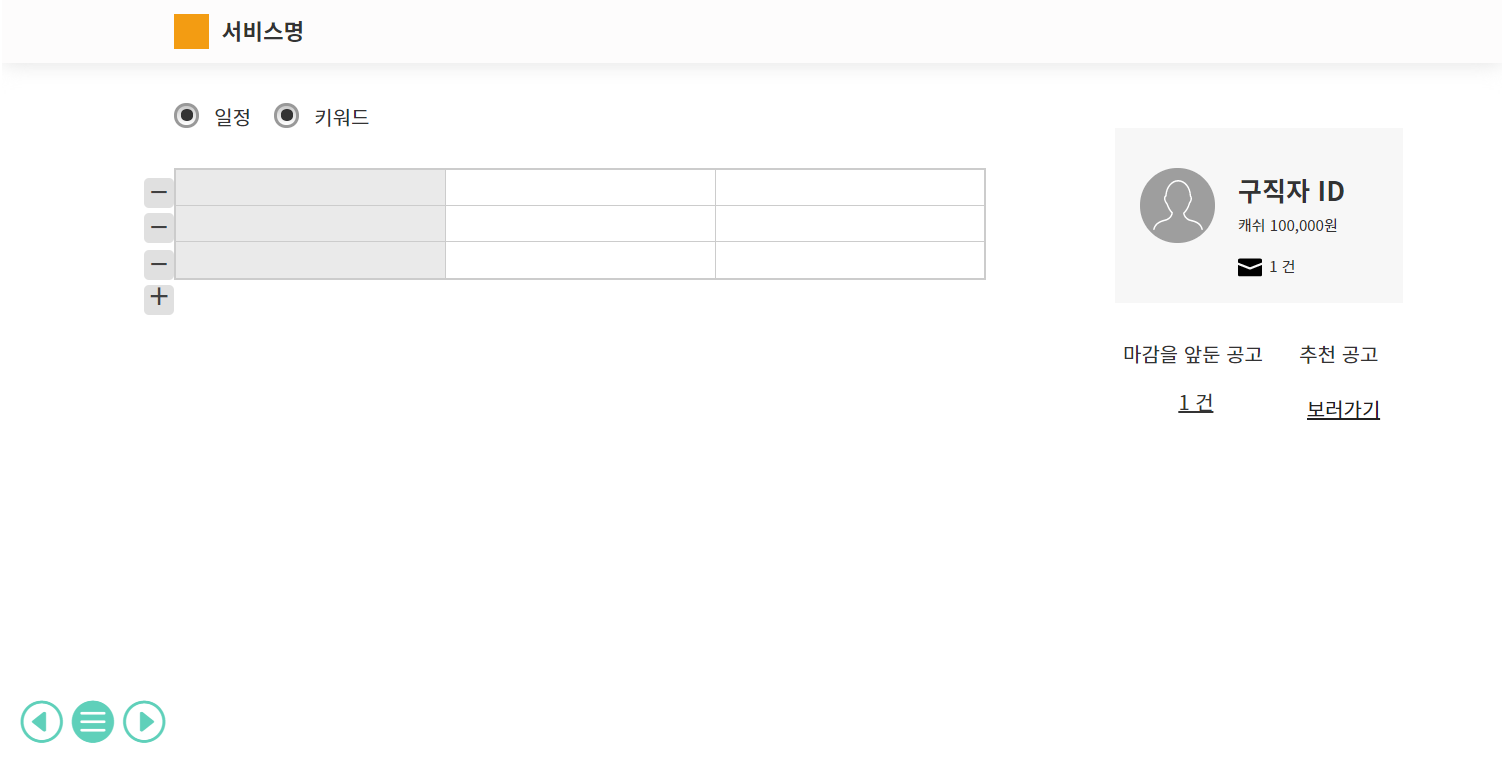 서비스명
일정 키워드
구직자 ID
캐쉬 100,000원
1 건
마감을 앞둔 공고 추천 공고
1 건
보러가기